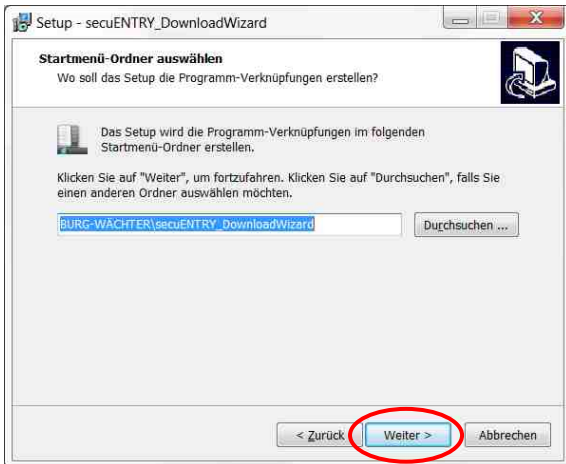 Setup - secuENTRY_DownloadWizard
Startmenü-Ordner auswählen
Wo soll das Setup die Programm-Verknüpfungen erstellen?
Das Setup wird die Programm-Verknüpfungen im folgenden
Startmenü-Ordner erstellen.
Klicken Sie auf "Weiter", um fortzufahren. Klicken Sie auf "Durchsuchen", falls Sie
einen anderen Ordner auswählen möchten.
BURG-WÄCHTER\secuENTRY_DownloadWizard
Durchsuchen ...
< Zurück
Weiter >
Abbrechen